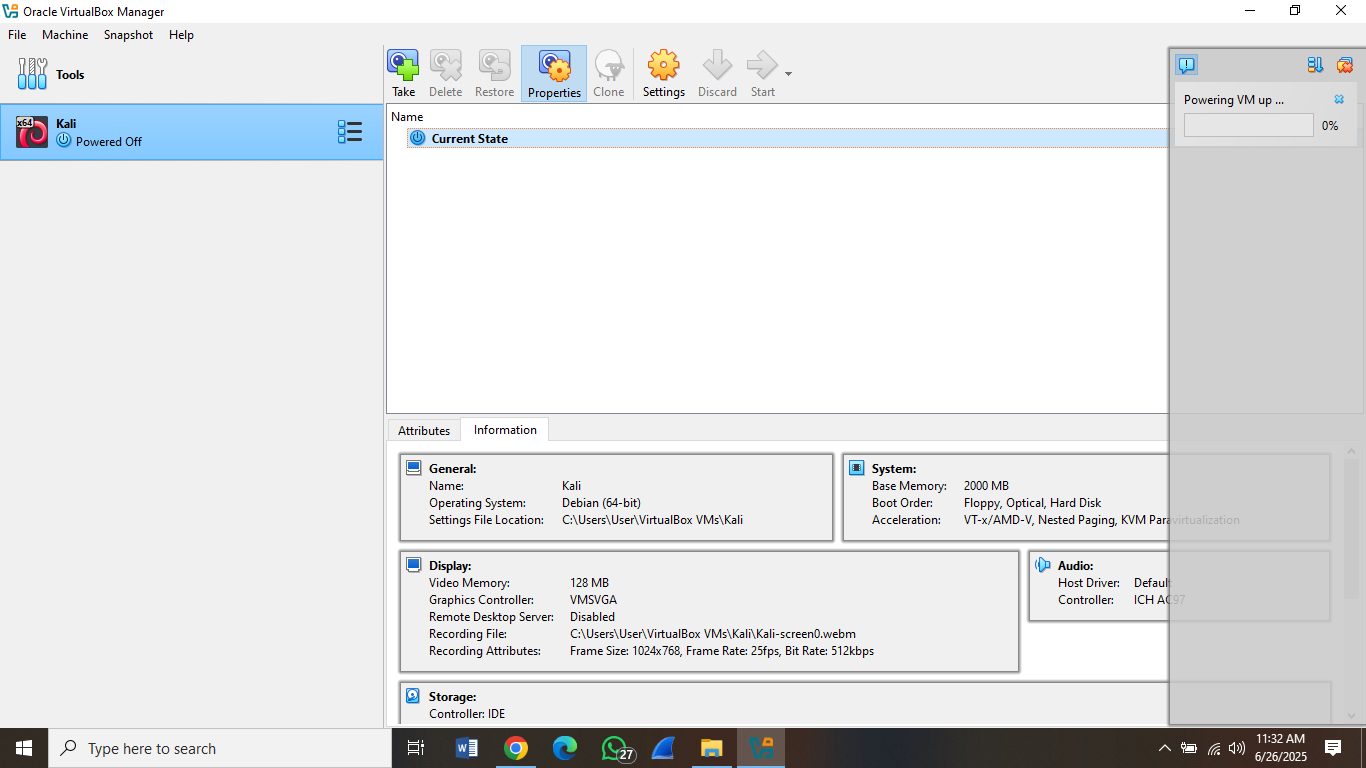 Oracle VirtualBox Manager
File Machine Snapshot Help
Tools
Take Delete Restore Properties Clone Settings Discard Start
x64
Kali
Powered Off
Name
Current State
Powering VM up ...
0%
Attributes Information
General:
Name: Kali
Operating System: Debian (64-bit)
Settings File Location: C:\Users\User\VirtualBox VMs\Kali
System:
Base Memory: 2000 MB
Boot Order: Floppy, Optical, Hard Disk
Acceleration: VT-x/AMD-V, Nested Paging, KVM Paravirtualization
Display:
Video Memory: 128 MB
Graphics Controller: VMSVGA
Remote Desktop Server: Disabled
Recording File: C:\Users\User\VirtualBox VMs\Kali\Kali-screen0.webm
Recording Attributes: Frame Size: 1024x768, Frame Rate: 25fps, Bit Rate: 512kbps
Audio:
Host Driver: Default
Controller: ICH AC97
Storage:
Controller: IDE
Type here to search
27
11:32 AM
6/26/2025